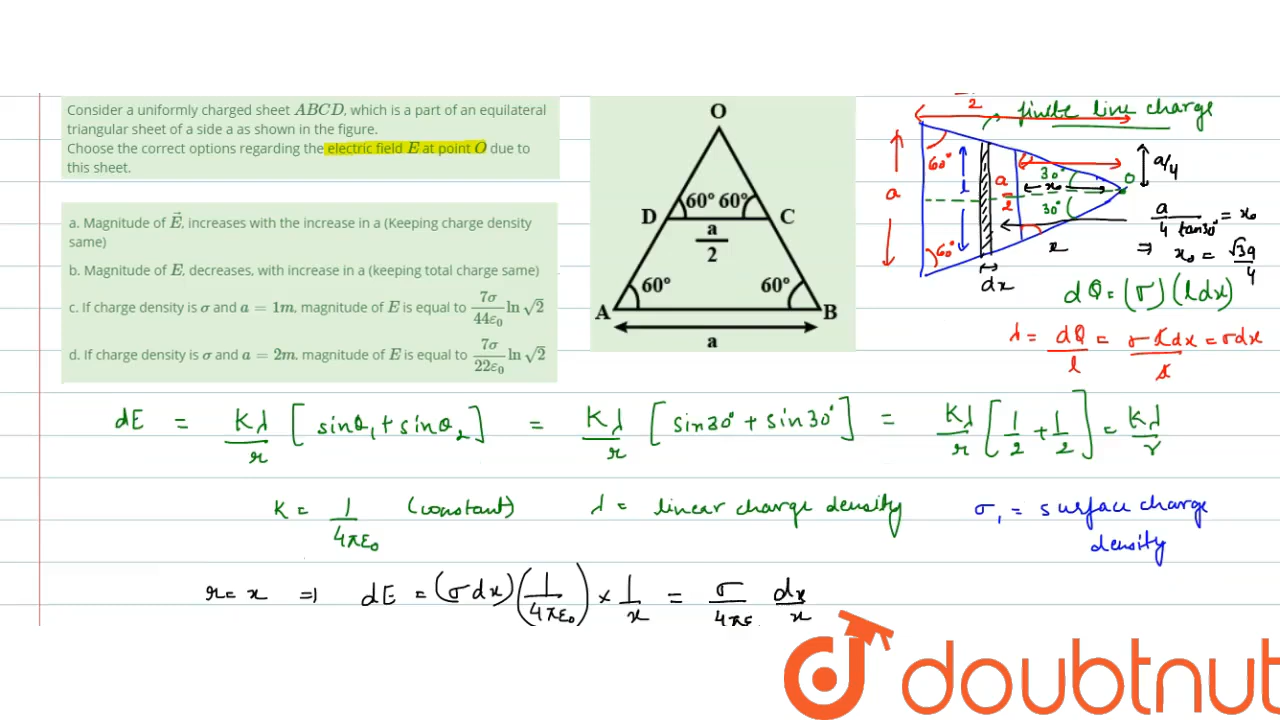 Consider a uniformly charged sheet ABCD, which is a part of an equilateral
triangular sheet of a side a as shown in the figure.
Choose the correct options regarding the electric field E at point O due to
this sheet.
a. Magnitude of \vec{E}, increases with the increase in a (Keeping charge density
same)
b. Magnitude of E, decreases, with increase in a (keeping total charge same)
c. If charge density is σ and a = 1m, magnitude of E is equal to 7σ/44ε₀ ln √2
d. If charge density is σ and a = 2m, magnitude of E is equal to 7σ/22ε₀ ln √2
O
60° 60°
D C
a/2
60° 60°
A B
a
2
finite line charge
60°
l
a/2
30°
x₀
O
a/4
a
30°
60°
x
dx
a/4 tan30° = x₀
⇒ x₀ = √3a/4
dQ = (σ)(ldx)
λ = dQ/l = σ l dx/l = σdx
dE = Kλ/r [sinθ₁ + sinθ₂] = Kλ/r [sin30° + sin30°] = Kλ/r [1/2 + 1/2] = Kλ/r
K = 1/4πε₀ (constant) λ = linear charge density σ, = surface charge
density
r = x ⇒ dE = (σdx)(1/4πε₀) × 1/x = σ/4πε dx/x
doubtnut